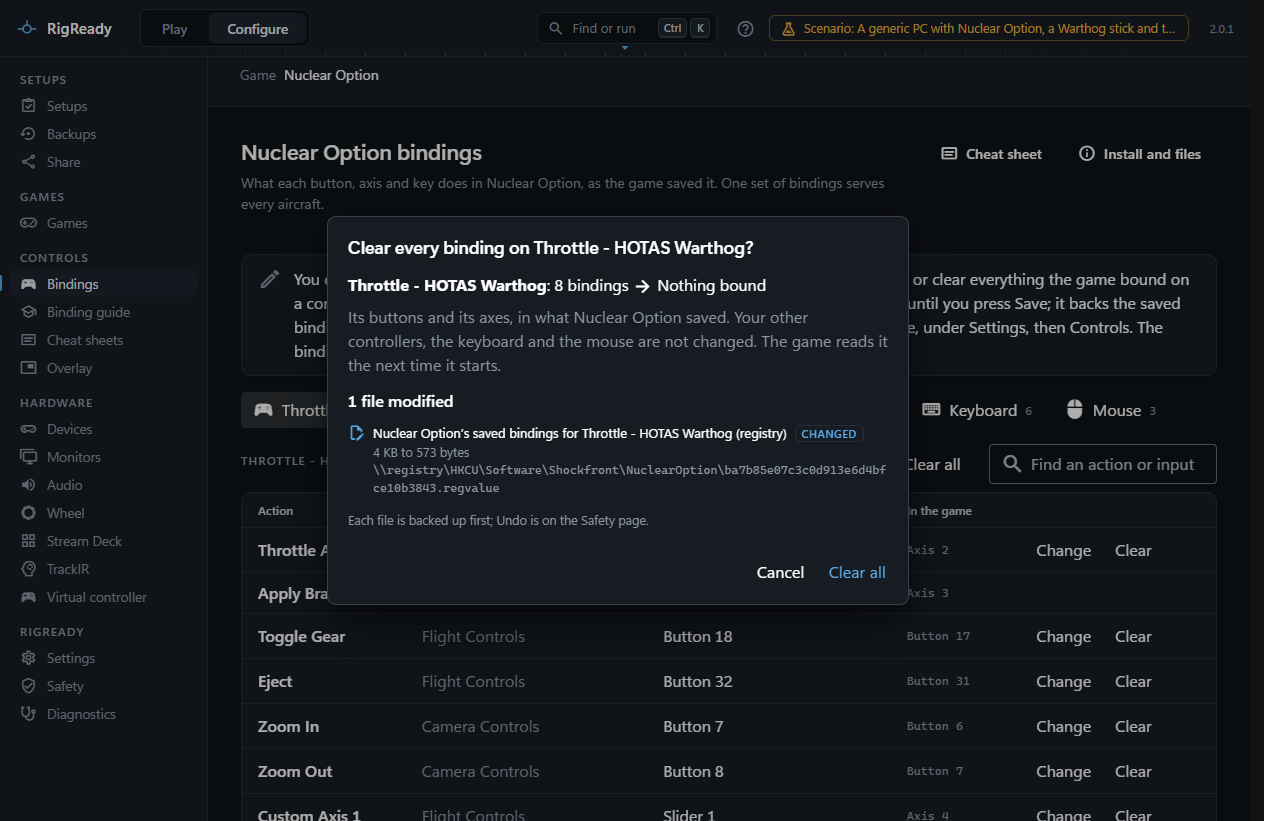 RigReady
Play
Configure
Find or run
Ctrl
K
Scenario: A generic PC with Nuclear Option, a Warthog stick and t...
2.0.1
SETUPS
Setups
Backups
Share
GAMES
Games
CONTROLS
Bindings
Binding guide
Cheat sheets
Overlay
HARDWARE
Devices
Monitors
Audio
Wheel
Stream Deck
TrackIR
Virtual controller
RIGREADY
Settings
Safety
Diagnostics
Game Nuclear Option
Nuclear Option bindings
Cheat sheet
Install and files
What each button, axis and key does in Nuclear Option, as the game saved it. One set of bindings serves
every aircraft.
or clear everything the game bound on
a
until you press Save; it backs the saved
under Settings, then Controls. The
Keyboard 6
Mouse 3
THROTTLE -
Clear all
Find an action or input
Action
In the game
Throttle
Axis 2
Change
Clear
Apply
Axis 3
Toggle Gear
Flight Controls
Button 18
Button 17
Change
Clear
Eject
Flight Controls
Button 32
Button 31
Change
Clear
Zoom In
Camera Controls
Button 7
Button 6
Change
Clear
Zoom Out
Camera Controls
Button 8
Button 7
Change
Clear
Custom Axis 1
Flight Controls
Slider 1
Axis 4
Change
Clear
Clear every binding on Throttle - HOTAS Warthog?
Throttle - HOTAS Warthog: 8 bindings → Nothing bound
Its buttons and its axes, in what Nuclear Option saved. Your other
controllers, the keyboard and the mouse are not changed. The game reads it
the next time it starts.
1 file modified
Nuclear Option's saved bindings for Throttle - HOTAS Warthog (registry)
CHANGED
4 KB to 573 bytes
\\registry\HKCU\Software\Shockfront\NuclearOption\ba7b85e07c3c0d913e6d4bf
ce10b3843.regvalue
Each file is backed up first; Undo is on the Safety page.
Cancel
Clear all